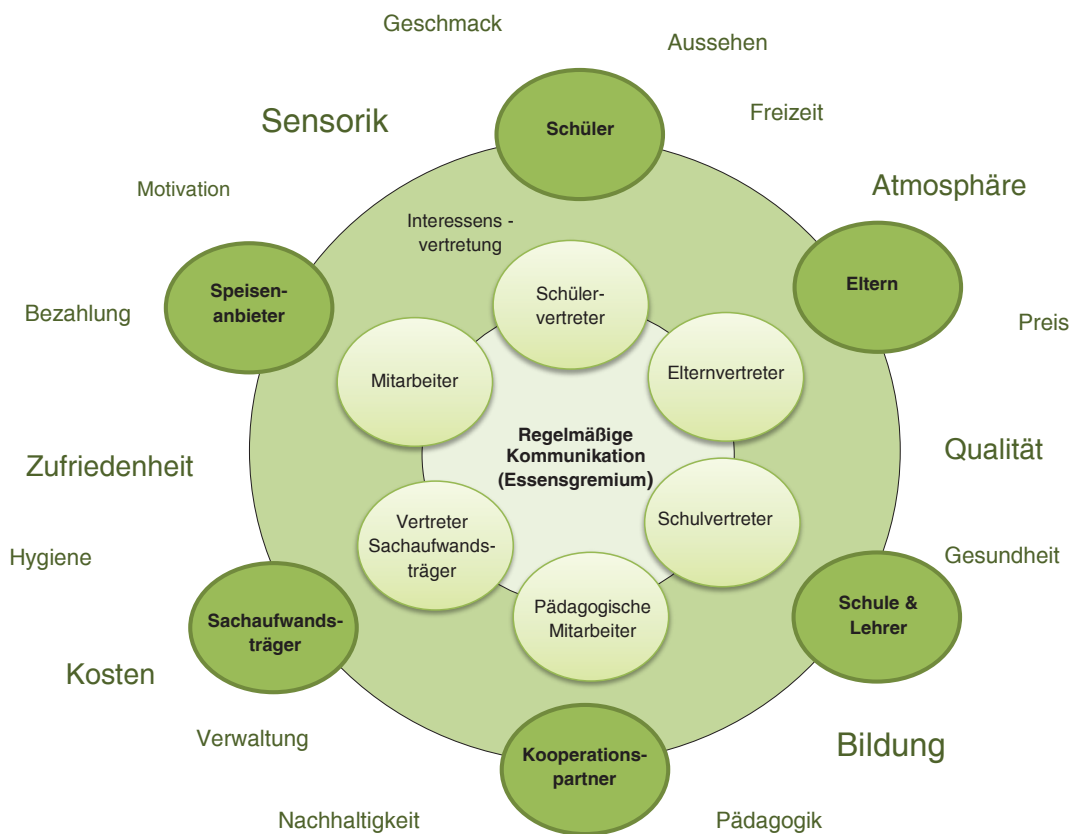 Geschmack
Aussehen
Sensorik
Schüler
Freizeit
Motivation
Atmosphäre
Interessens -
vertretung
Speisen-
anbieter
Schüler-
vertreter
Eltern
Bezahlung
Preis
Mitarbeiter
Elternvertreter
Regelmäßige
Kommunikation
(Essensgremium)
Zufriedenheit
Qualität
Vertreter
Sachaufwands-
träger
Schulvertreter
Hygiene
Gesundheit
Sachaufwands-
träger
Pädagogische
Mitarbeiter
Schule &
Lehrer
Kosten
Verwaltung
Kooperations-
partner
Bildung
Nachhaltigkeit
Pädagogik